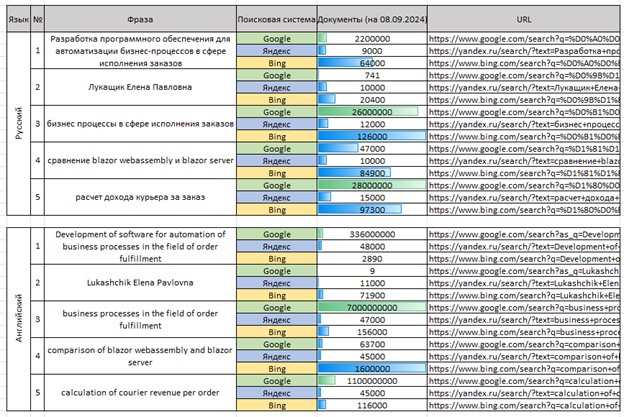 Язык № Фраза Поисковая система Документы (на 08.09.2024) URL
Русский
1 Разработка программного обеспечения для автоматизации бизнес-процессов в сфере исполнения заказов
Google 2200000 https://www.google.com/search?q=%D0%A0%D0
Яндекс 9000 https://yandex.ru/search/?text=Разработка+про
Bing 64000 https://www.bing.com/search?q=%D0%A0%D0%
2 Лукащик Елена Павловна
Google 741 https://www.google.com/search?q=%D0%9B%D1
Яндекс 10000 https://yandex.ru/search/?text=Лукащик+Елена-
Bing 20400 https://www.bing.com/search?q=%D0%9B%D1%8
3 бизнес процессы в сфере исполнения заказов
Google 26000000 https://www.google.com/search?q=%D0%B1%D0
Яндекс 12000 https://yandex.ru/search/?text=бизнес+процесс
Bing 126000 https://www.bing.com/search?q=%D0%B1%D0%
4 сравнение blazor webassembly и blazor server
Google 47000 https://www.google.com/search?q=%D1%81%D1
Яндекс 10000 https://yandex.ru/search/?text=сравнение+blaz
Bing 84900 https://www.bing.com/search?q=%D1%81%D1%8
5 расчет дохода курьера за заказ
Google 28000000 https://www.google.com/search?q=%D1%80%D0
Яндекс 15000 https://yandex.ru/search/?text=расчет+дохода+
Bing 97300 https://www.bing.com/search?q=%D1%80%D0%
Английский
1 Development of software for automation of business processes in the field of order fulfillment
Google 336000000 https://www.google.com/search?as_q=Developm
Яндекс 48000 https://yandex.ru/search/?text=Development+of
Bing 2890 https://www.bing.com/search?q=Development+o
2 Lukashchik Elena Pavlovna
Google 9 https://www.google.com/search?as_q=Lukashch
Яндекс 11000 https://yandex.ru/search/?text=Lukashchik+Elen
Bing 71900 https://www.bing.com/search?q=Lukashchik+Ele
3 business processes in the field of order fulfillment
Google 7000000000 https://www.google.com/search?q=business+pro
Яндекс 47000 https://yandex.ru/search/?text=business+proces
Bing 156000 https://www.bing.com/search?q=business+proce
4 comparison of blazor webassembly and blazor server
Google 63700 https://www.google.com/search?q=comparison+
Яндекс 45000 https://yandex.ru/search/?text=comparison+of+
Bing 1600000 https://www.bing.com/search?q=comparison+of
5 calculation of courier revenue per order
Google 1100000000 https://www.google.com/search?q=calculation+
Яндекс 45000 https://yandex.ru/search/?text=calculation+of+
Bing 116000 https://www.bing.com/search?q=calculation+of-